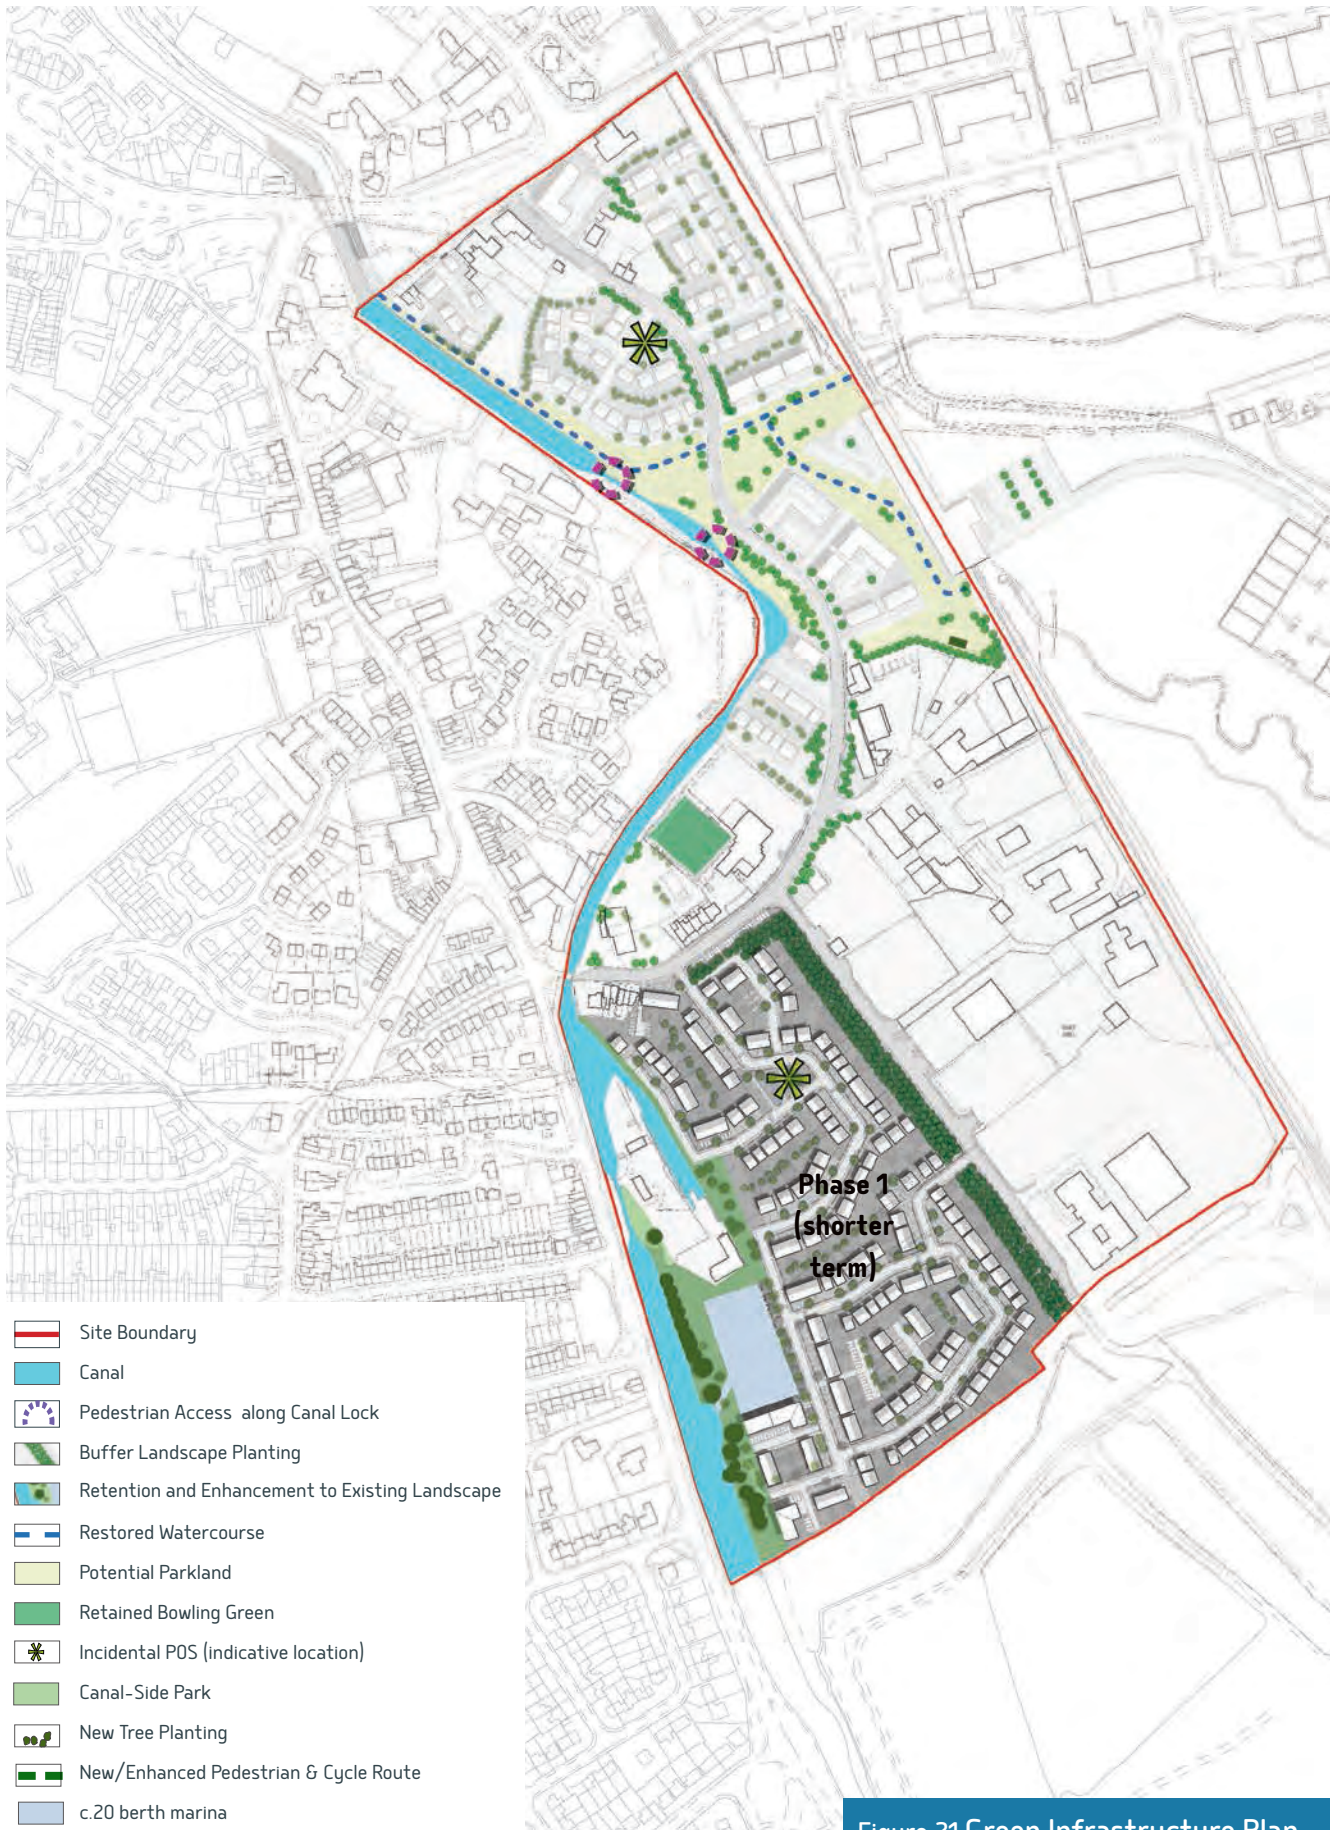 Phase 1
(shorter
term)
Site Boundary
Canal
Pedestrian Access along Canal Lock
Buffer Landscape Planting
Retention and Enhancement to Existing Landscape
Restored Watercourse
Potential Parkland
Retained Bowling Green
Incidental POS (indicative location)
Canal-Side Park
New Tree Planting
New/Enhanced Pedestrian & Cycle Route
c.20 berth marina
Figure 21 Green Infrastructure Plan